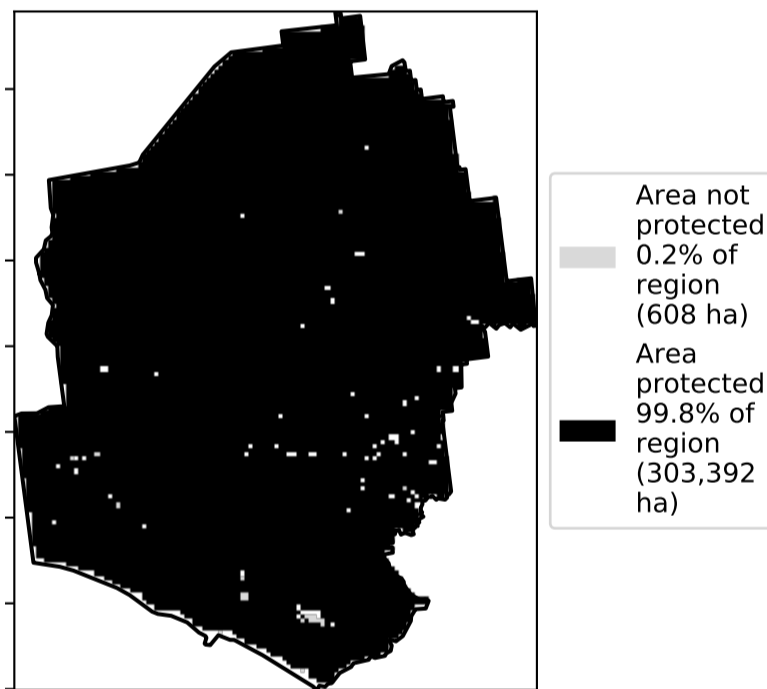 Area not
protected
0.2% of
region
(608 ha)
Area
protected
99.8% of
region
(303,392
ha)